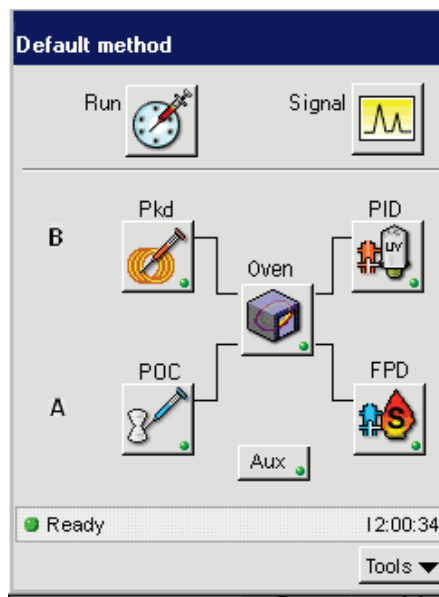 Default method
Run Signal
Pkd PID
B
UV
Oven
POC FPD
A
S
Aux
Ready 12:00:34
Tools